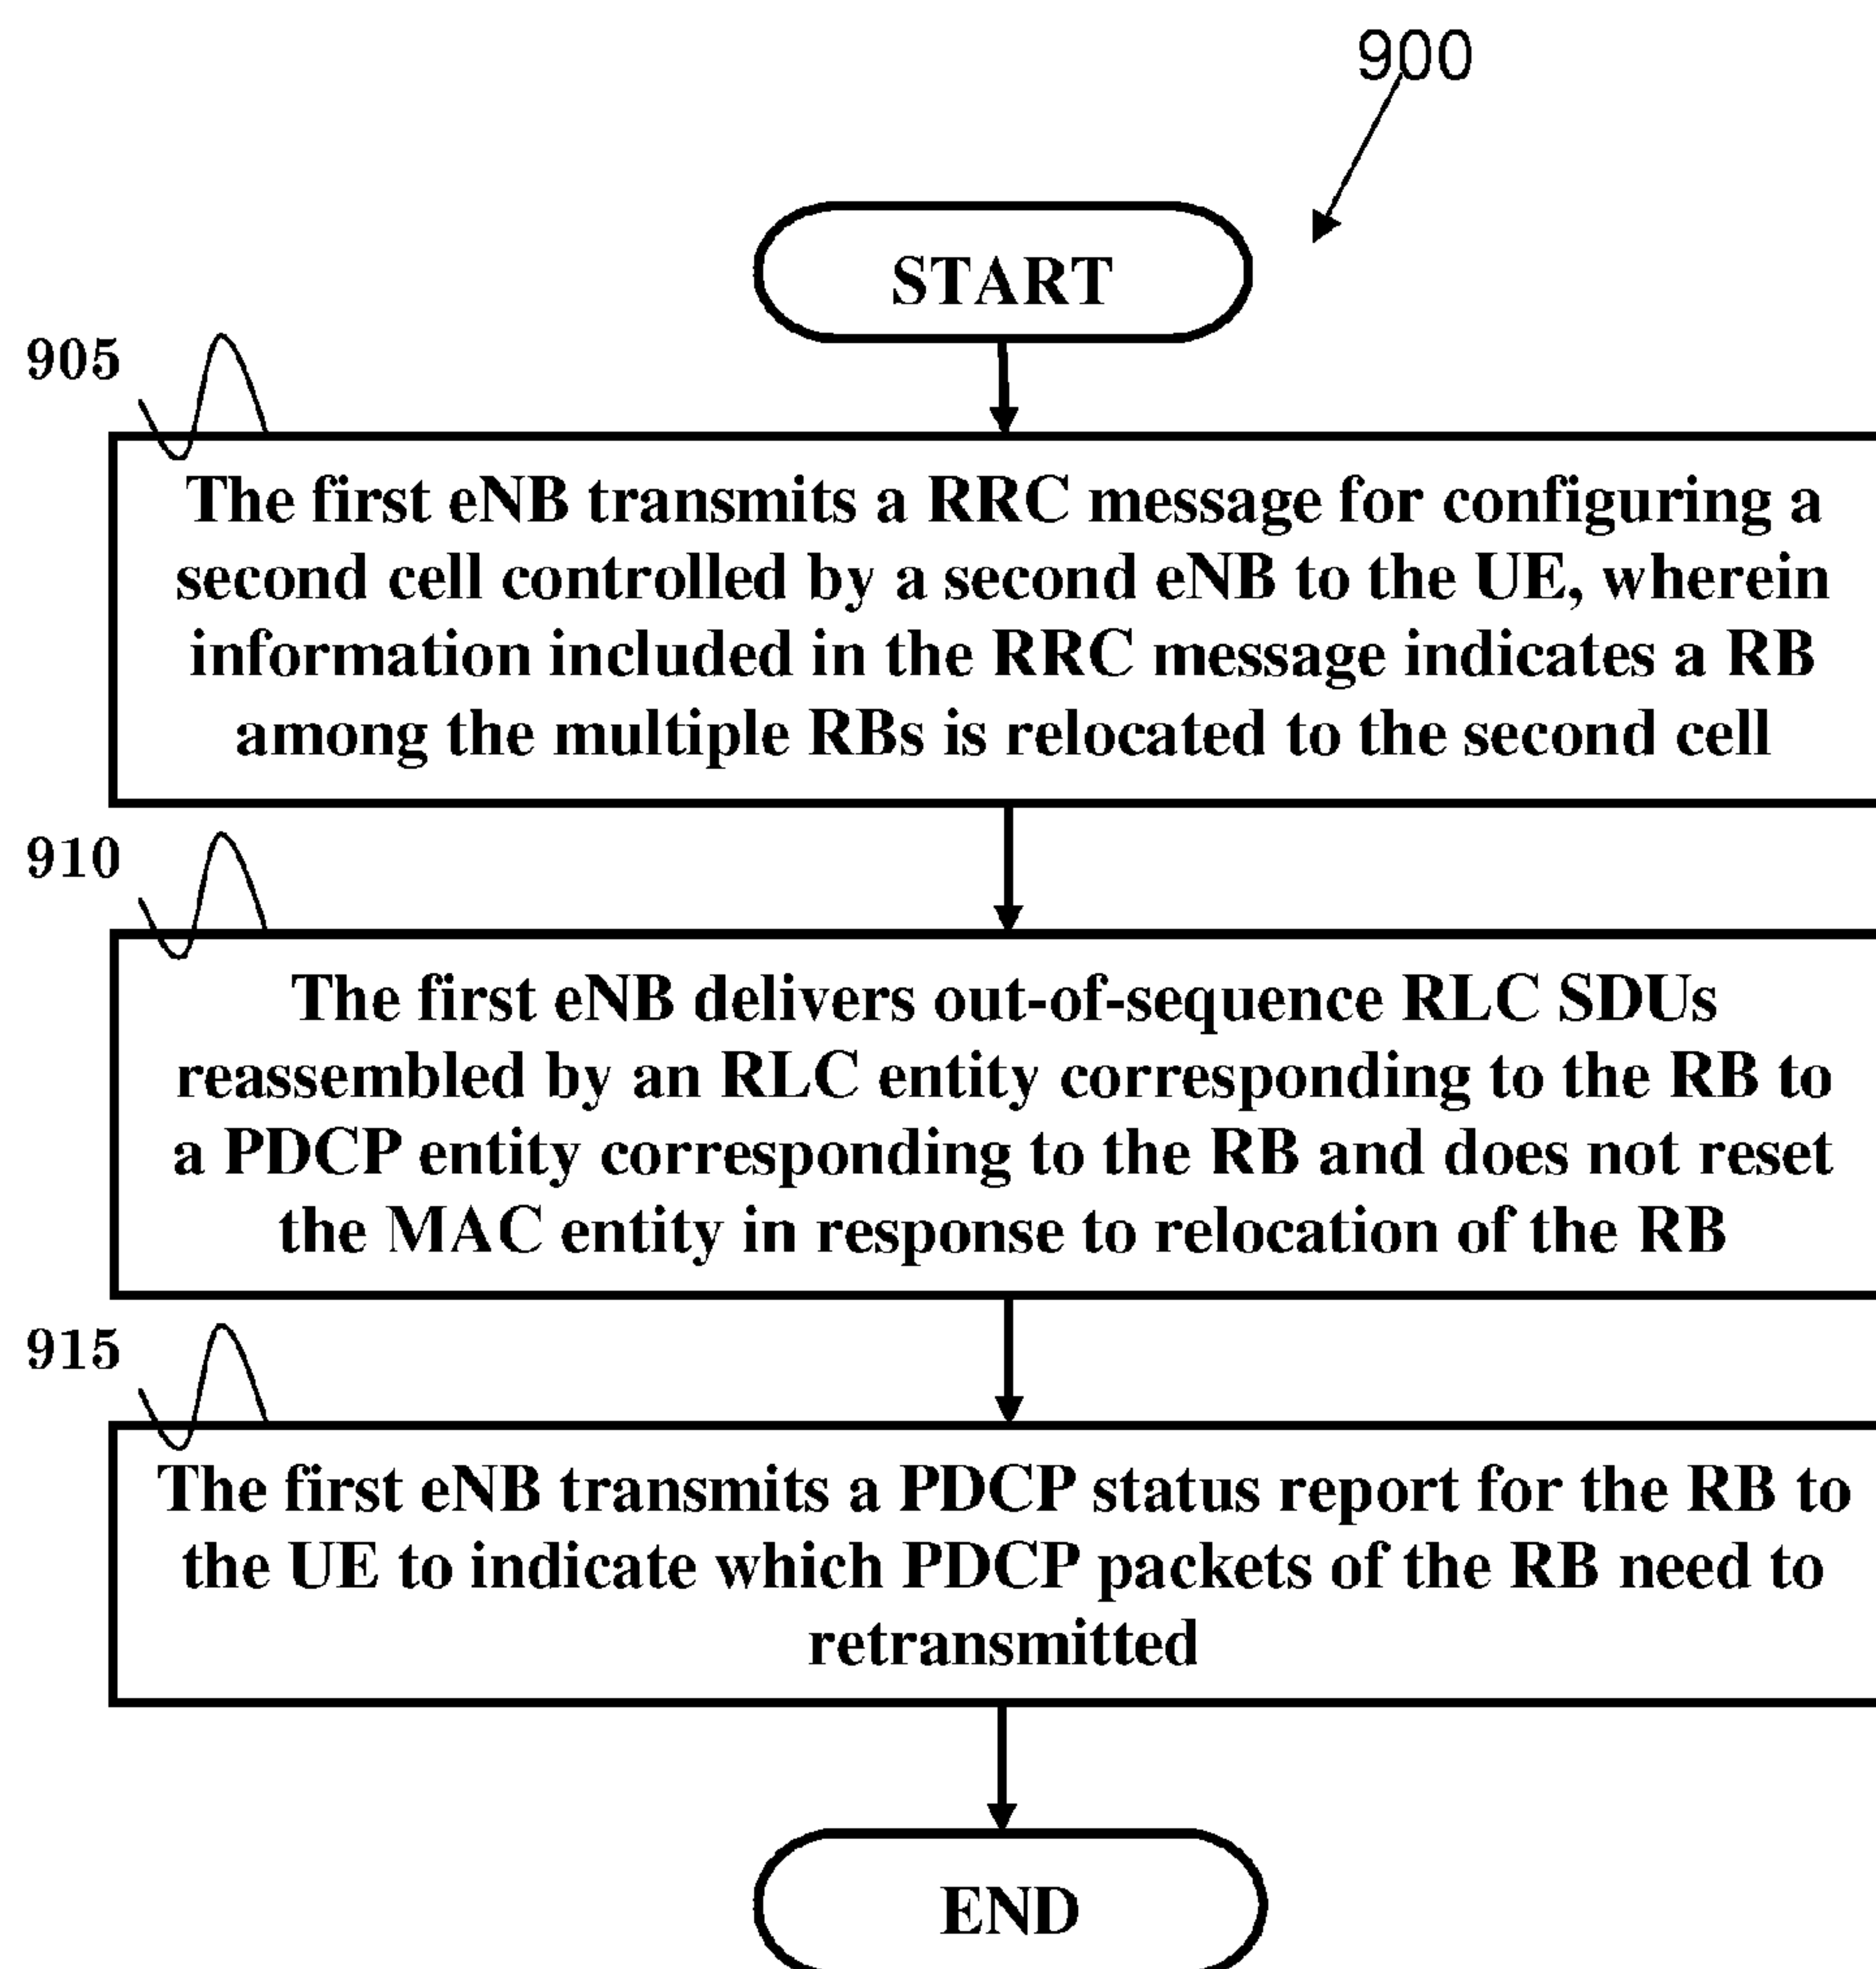 900
START
905
The first eNB transmits a RRC message for configuring a
second cell controlled by a second eNB to the UE, wherein
information included in the RRC message indicates a RB
among the multiple RBs is relocated to the second cell
910
The first eNB delivers out-of-sequence RLC SDUs
reassembled by an RLC entity corresponding to the RB to
a PDCP entity corresponding to the RB and does not reset
the MAC entity in response to relocation of the RB
915
The first eNB transmits a PDCP status report for the RB to
the UE to indicate which PDCP packets of the RB need to
retransmitted
END